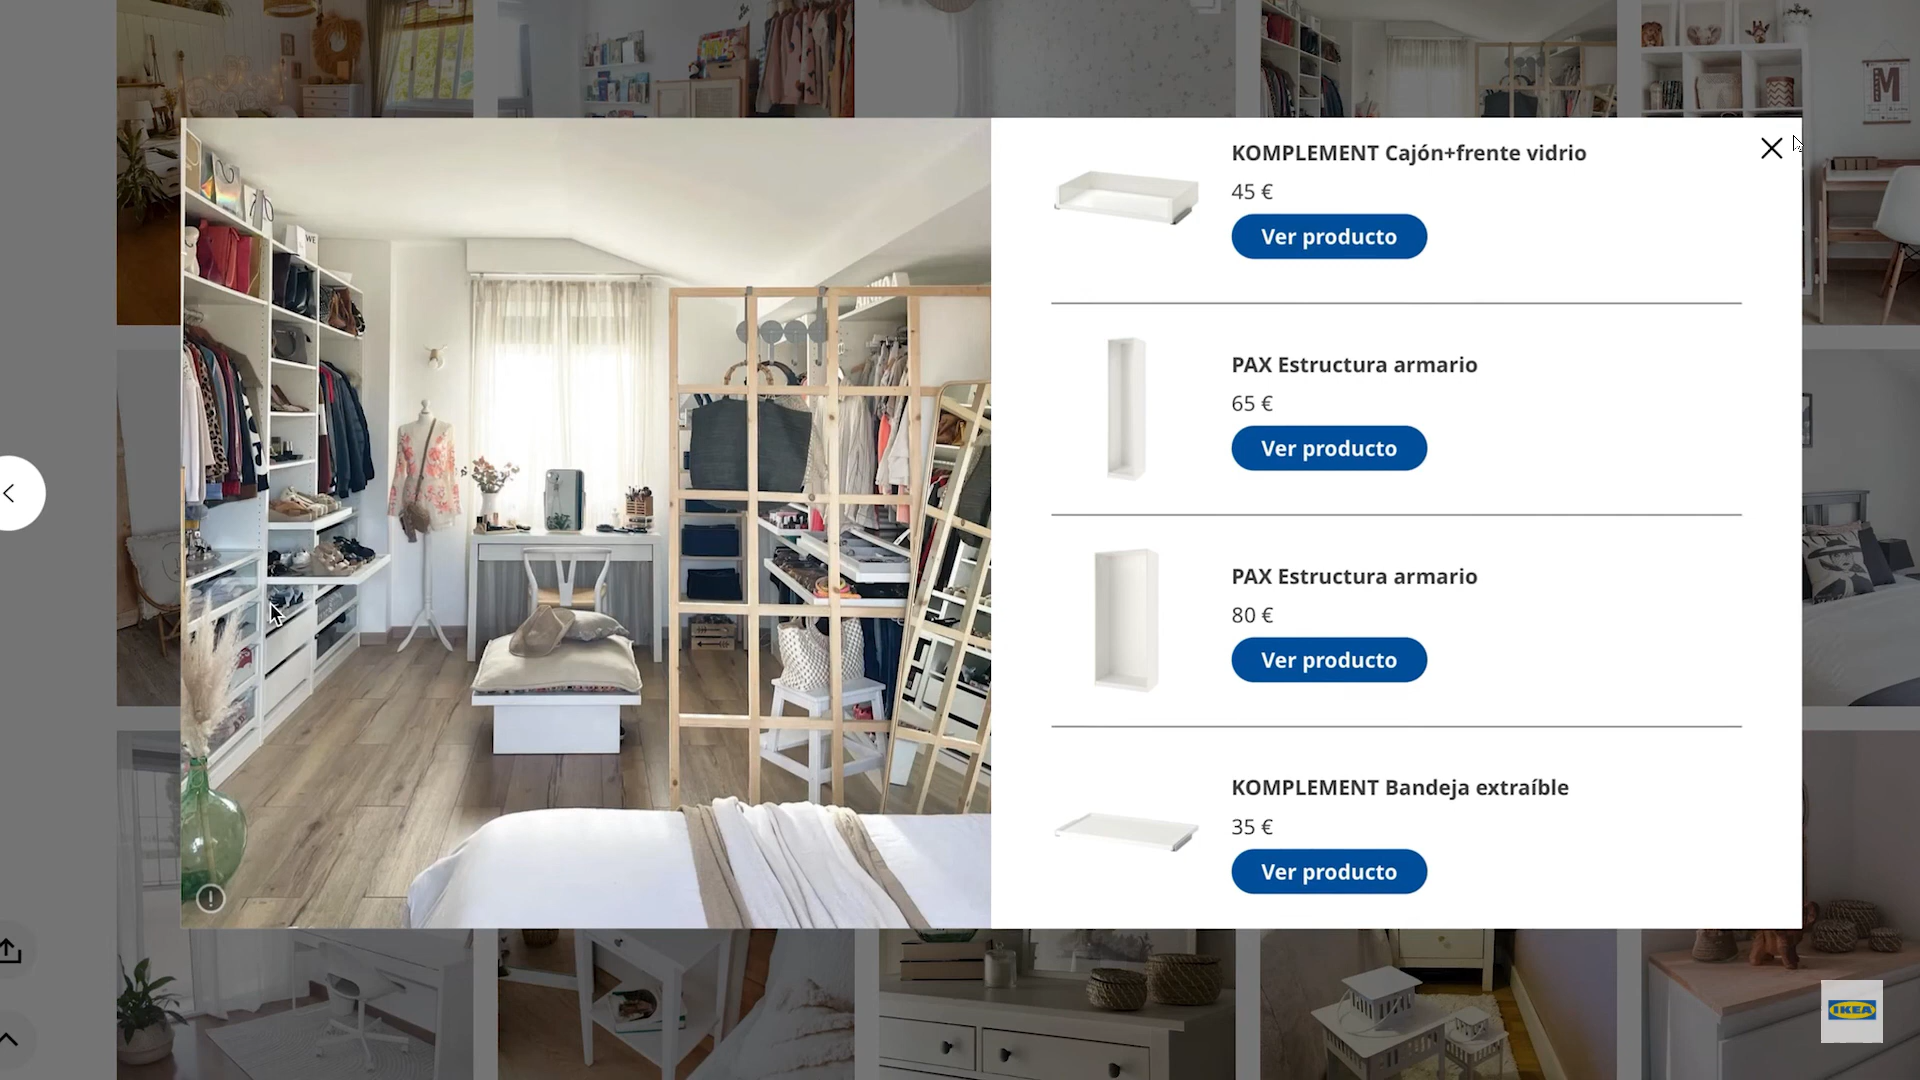 KOMPLEMENT Cajón+frente vidrio
45 €
Ver producto
PAX Estructura armario
65 €
Ver producto
PAX Estructura armario
80 €
Ver producto
KOMPLEMENT Bandeja extraíble
35 €
Ver producto
M
WE
IKEA